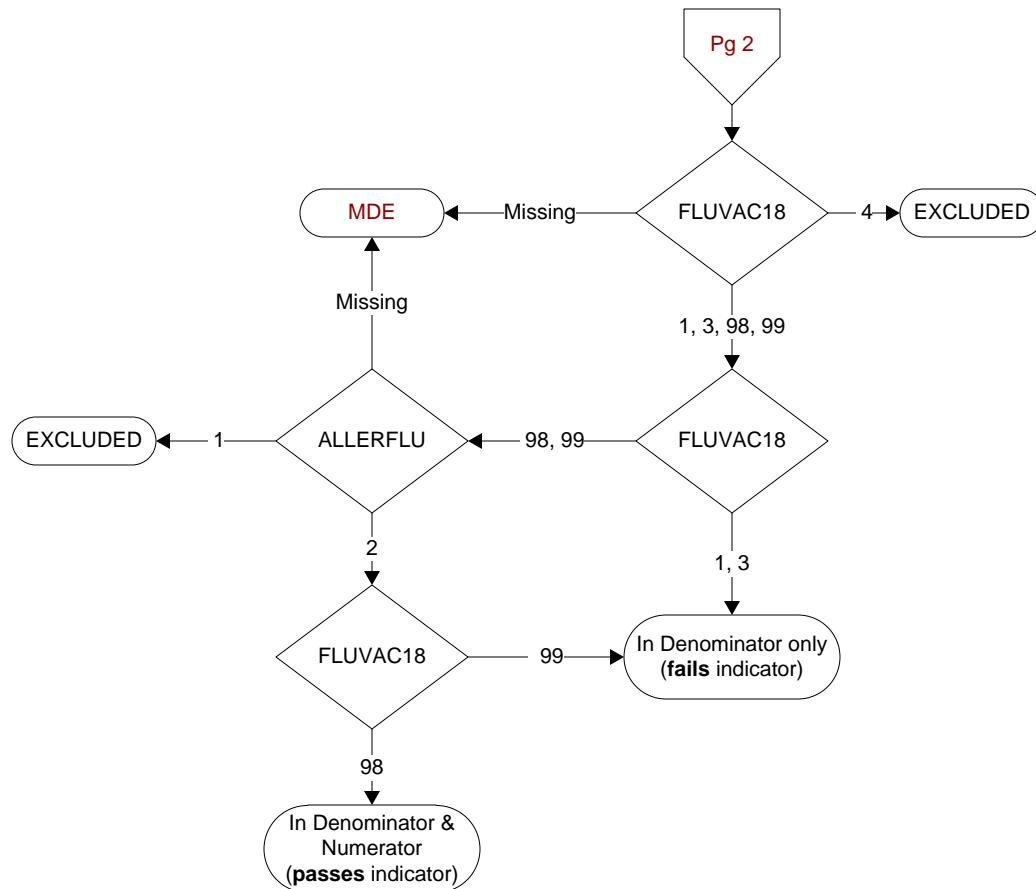 Pg 2
MDE
Missing
FLUVAC18
4
EXCLUDED
Missing
1, 3, 98, 99
EXCLUDED
1
ALLERFLU
98, 99
FLUVAC18
2
1, 3
FLUVAC18
99
In Denominator only
(fails indicator)
98
In Denominator &
Numerator
(passes indicator)